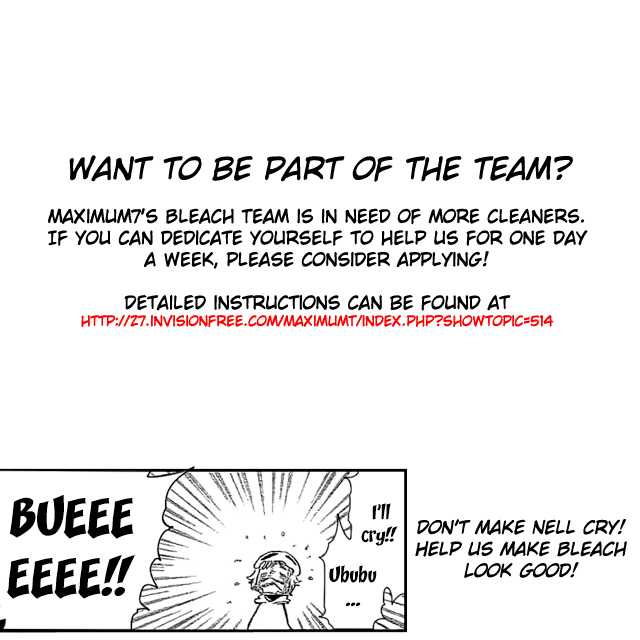 WANT TO BE PART OF THE TEAM?
MAXIMUM7'S BLEACH TEAM IS IN NEED OF MORE CLEANERS.
IF YOU CAN DEDICATE YOURSELF TO HELP US FOR ONE DAY
A WEEK, PLEASE CONSIDER APPLYING!
DETAILED INSTRUCTIONS CAN BE FOUND AT
HTTP://27.INVISIONFREE.COM/MAXIMUMT/INDEX.PHP?SHOWTOPIC=514
BUEEE
EEEE!!
I'll
cry!!
Ububu
...
DON'T MAKE NELL CRY!
HELP US MAKE BLEACH
LOOK GOOD!